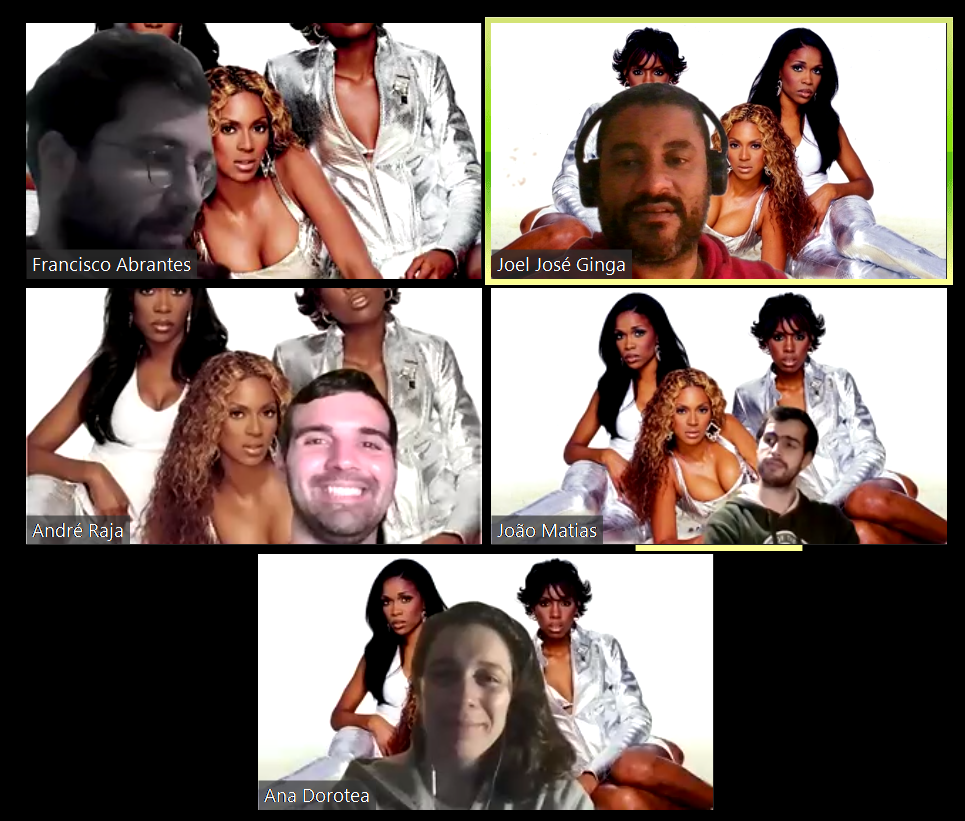 Francisco Abrantes
Joel José Ginga
André Raja
João Matias
Ana Dorotea